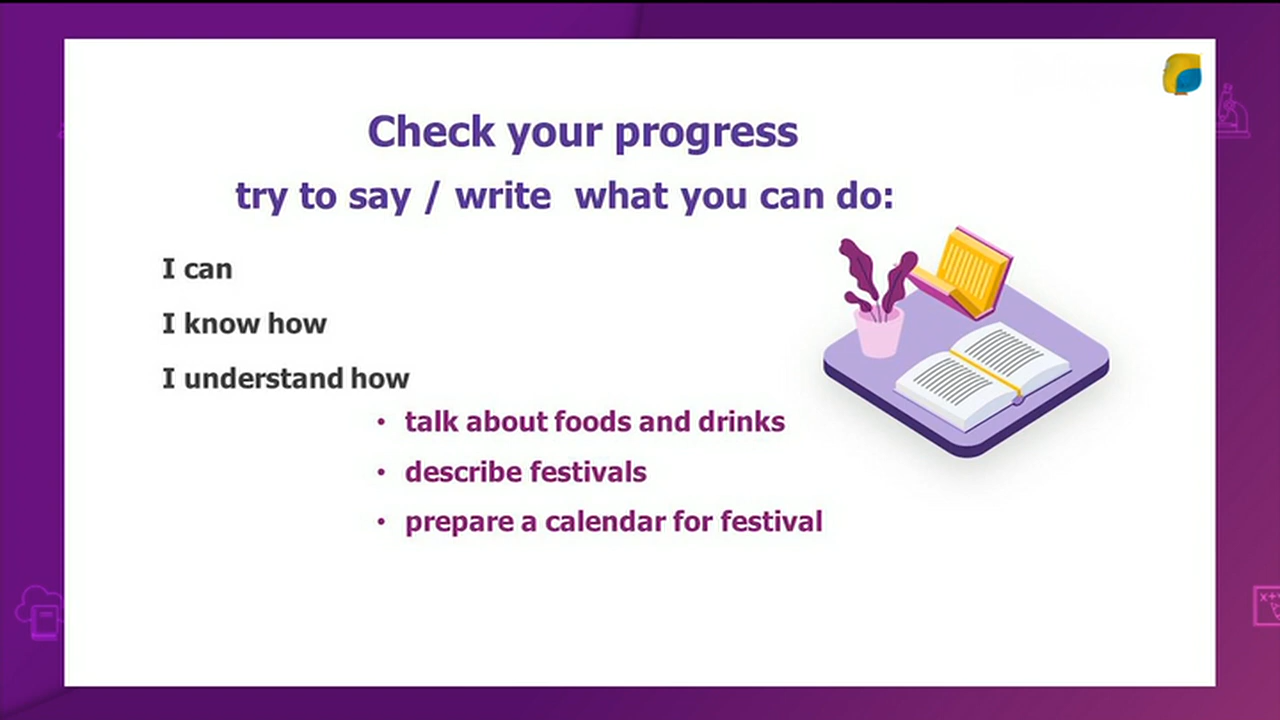 Check your progress
try to say / write what you can do:
I can
I know how
I understand how
• talk about foods and drinks
• describe festivals
• prepare a calendar for festival